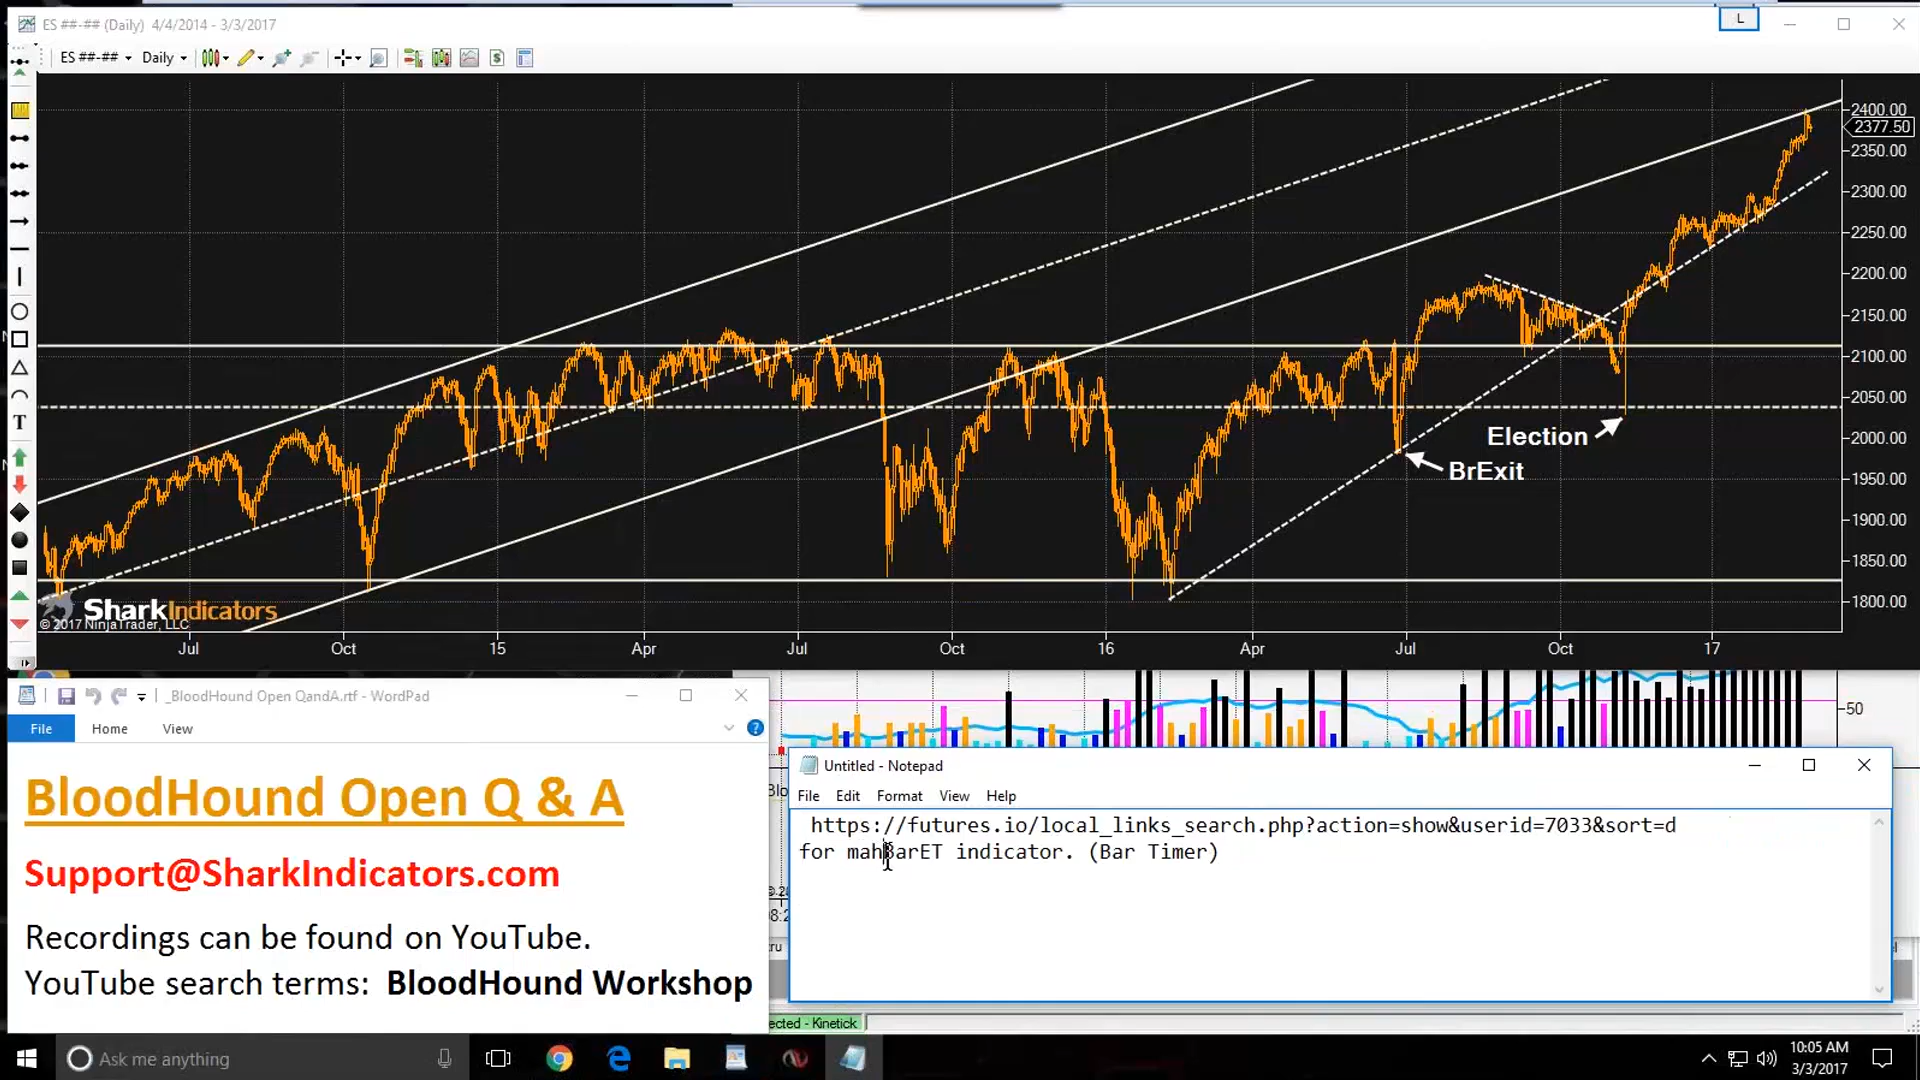 ES ##-## (Daily)  4/4/2014 - 3/3/2017
L
ES ##-##
Daily
2400.00
2377.50
2350.00
2300.00
2250.00
2200.00
2150.00
2100.00
2050.00
2000.00
1950.00
1900.00
1850.00
1800.00
Election
BrExit
SharkIndicators
© 2017 NinjaTrader, LLC
Jul
Oct
15
Apr
Jul
Oct
16
Apr
Jul
Oct
17
50
_BloodHound Open QandA.rtf - WordPad
File
Home
View
BloodHound Open Q & A
Support@SharkIndicators.com
Recordings can be found on YouTube.
YouTube search terms:  BloodHound Workshop
Untitled - Notepad
File Edit Format View Help
https://futures.io/local_links_search.php?action=show&userid=7033&sort=d
for mahBarET indicator. (Bar Timer)
ected - Kinetick
Ask me anything
10:05 AM
3/3/2017